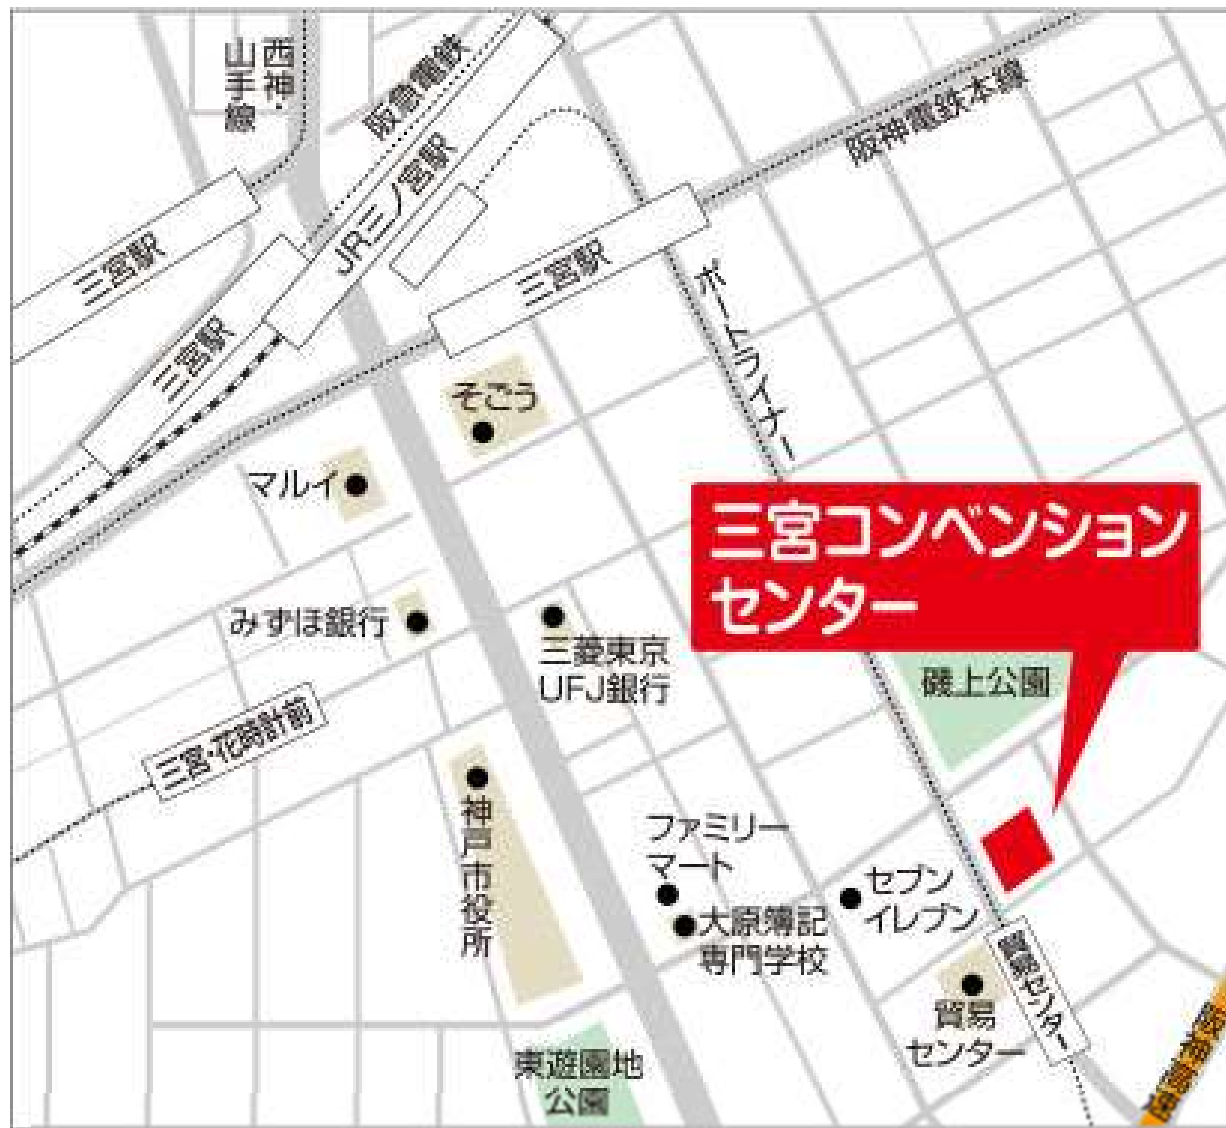 西神・
山手線
阪急電鉄
阪神電鉄本線
三宮駅
JR三ノ宮駅
三宮駅
三宮駅
ポートライナー
そごう
マルイ
三宮コンベンション
センター
みずほ銀行
三菱東京
UFJ銀行
磯上公園
三宮・花時計前
神戸市役所
ファミリー
マート
セブン
イレブン
大原簿記
専門学校
貿易センター
貿易
センター
阪神高速
東遊園地
公園